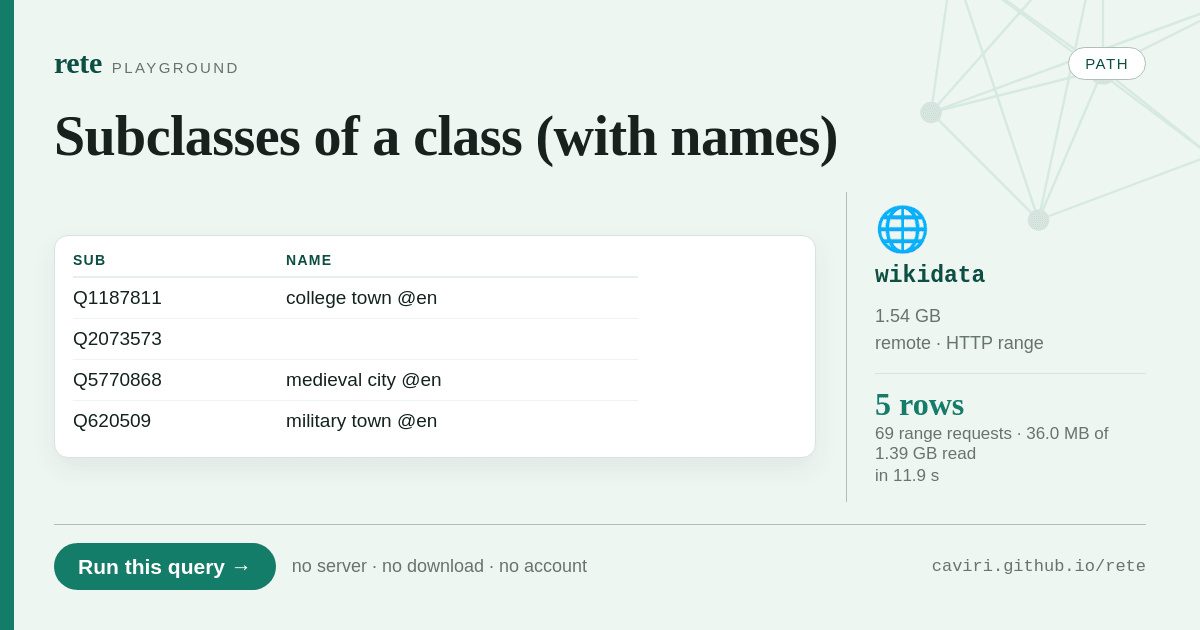 rete PLAYGROUND
PATH
Subclasses of a class (with names)
SUB NAME
Q1187811 college town @en
Q2073573
Q5770868 medieval city @en
Q620509 military town @en
wikidata
1.54 GB
remote · HTTP range
5 rows
69 range requests · 36.0 MB of
1.39 GB read
in 11.9 s
Run this query →
no server · no download · no account
caviri.github.io/rete